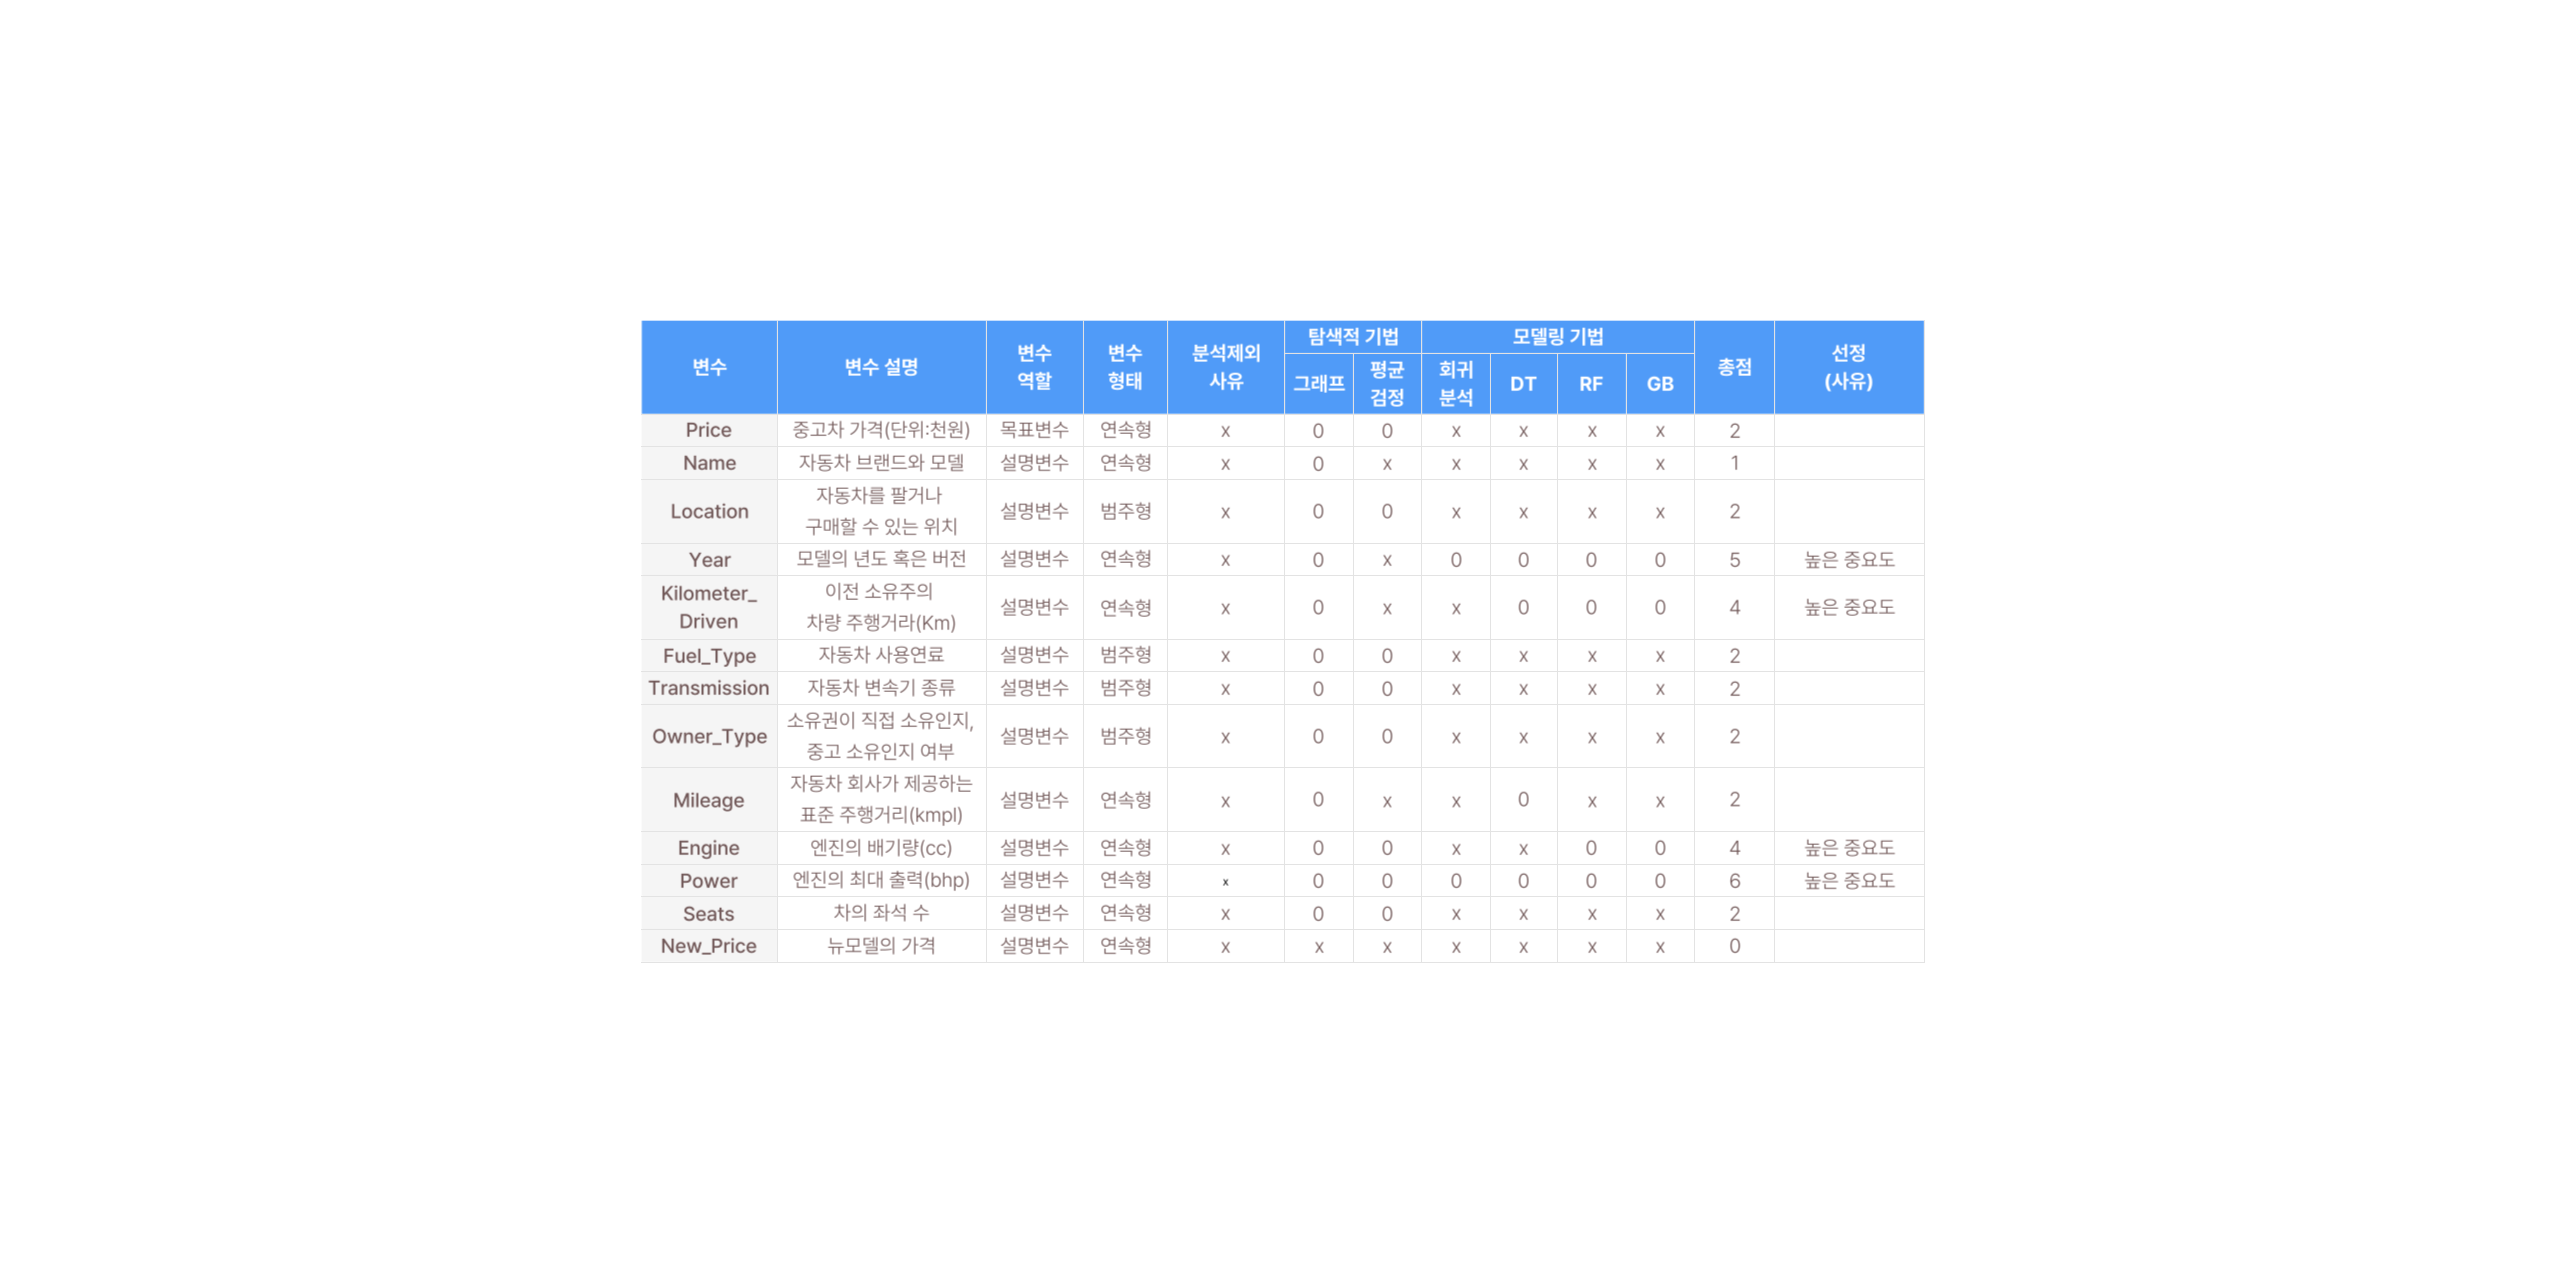 변수 변수 설명 변수 역할 변수 형태 분석제외 사유 탐색적 기법 모델링 기법 총점 선정 (사유)
그래프 평균 검정 회귀 분석 DT RF GB
Price 중고차 가격(단위:천원) 목표변수 연속형 x 0 0 x x x x 2
Name 자동차 브랜드와 모델 설명변수 연속형 x 0 x x x x x 1
Location 자동차를 팔거나 구매할 수 있는 위치 설명변수 범주형 x 0 0 x x x x 2
Year 모델의 년도 혹은 버전 설명변수 연속형 x 0 x 0 0 0 0 5 높은 중요도
Kilometer_ Driven 이전 소유주의 차량 주행거라(Km) 설명변수 연속형 x 0 x x 0 0 0 4 높은 중요도
Fuel_Type 자동차 사용연료 설명변수 범주형 x 0 0 x x x x 2
Transmission 자동차 변속기 종류 설명변수 범주형 x 0 0 x x x x 2
Owner_Type 소유권이 직접 소유인지, 중고 소유인지 여부 설명변수 범주형 x 0 0 x x x x 2
Mileage 자동차 회사가 제공하는 표준 주행거리(kmpl) 설명변수 연속형 x 0 x x 0 x x 2
Engine 엔진의 배기량(cc) 설명변수 연속형 x 0 0 x x 0 0 4 높은 중요도
Power 엔진의 최대 출력(bhp) 설명변수 연속형 x 0 0 0 0 0 0 6 높은 중요도
Seats 차의 좌석 수 설명변수 연속형 x 0 0 x x x x 2
New_Price 뉴모델의 가격 설명변수 연속형 x x x x x x x 0